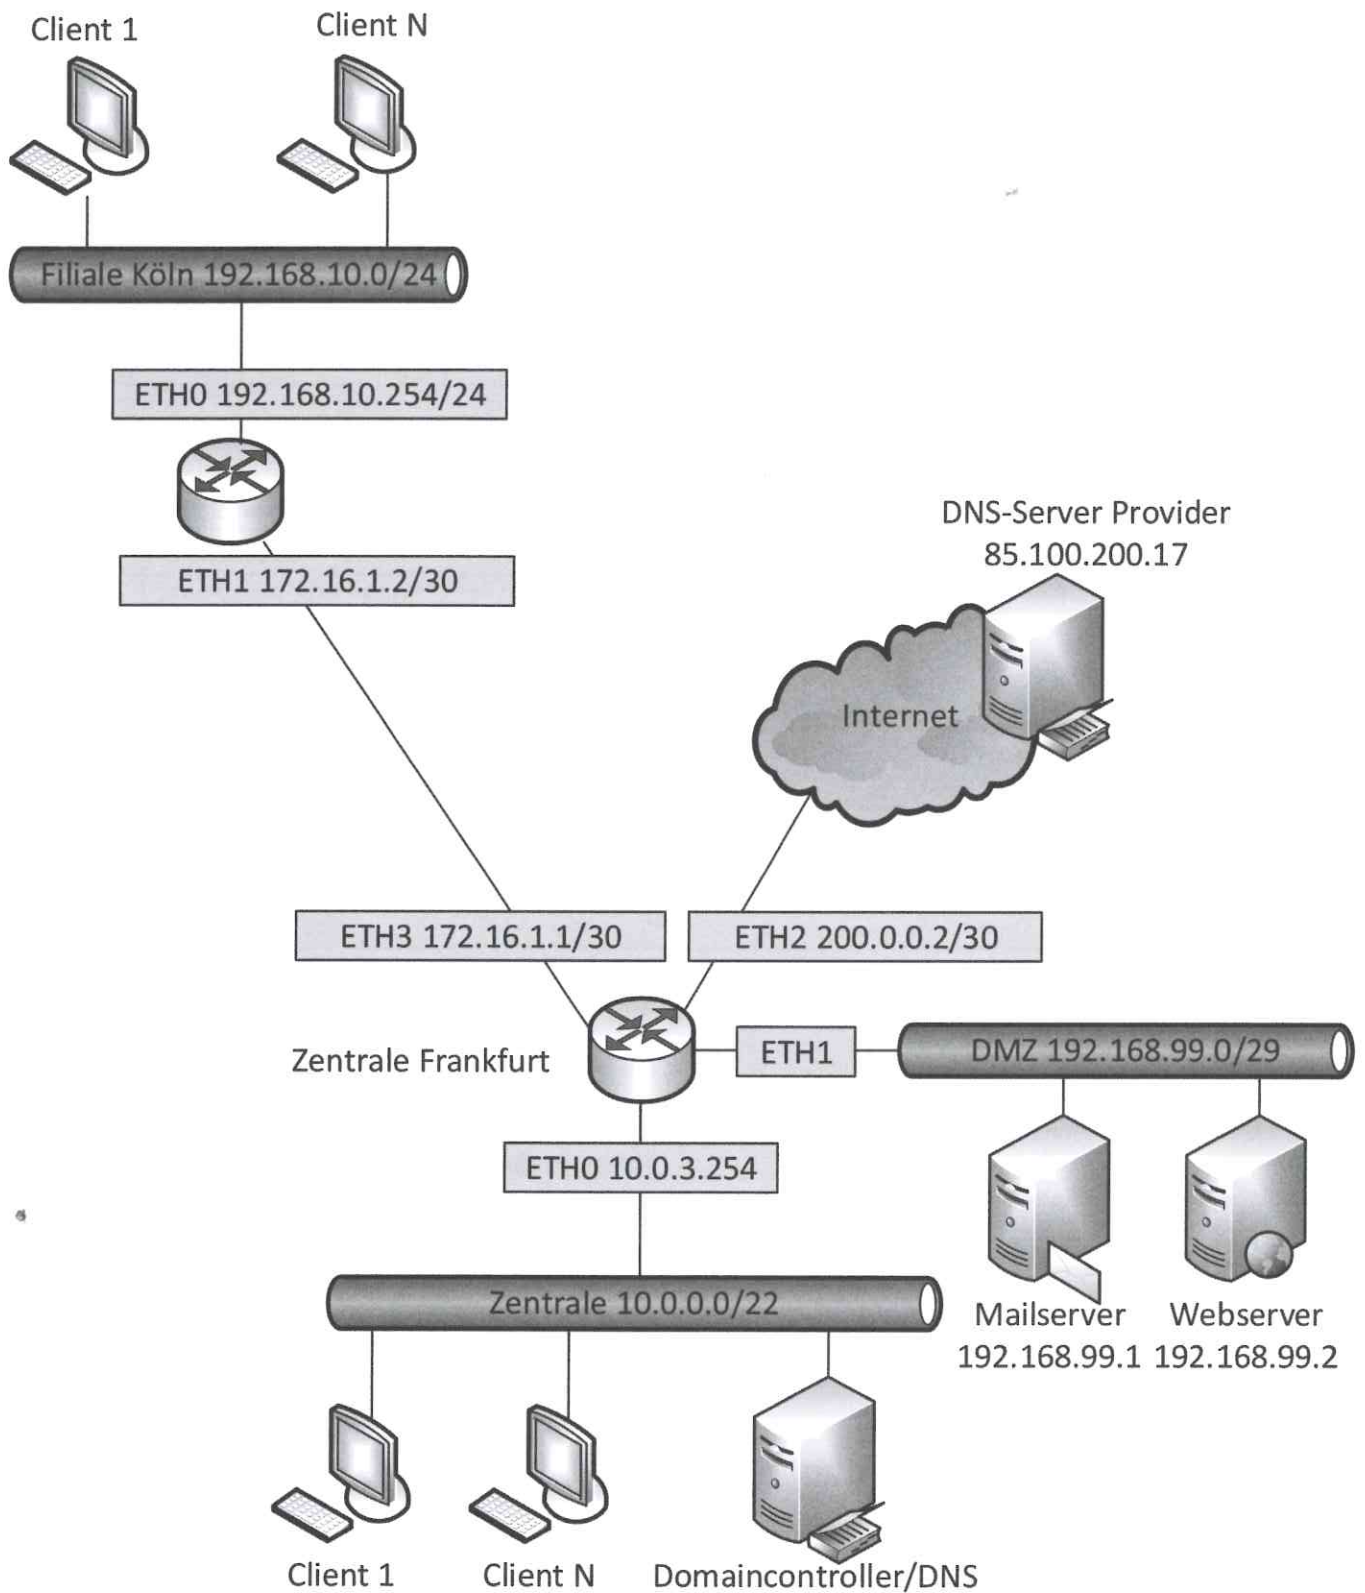 Client 1
Client N
Filiale Köln 192.168.10.0/24
ETH0 192.168.10.254/24
ETH1 172.16.1.2/30
DNS-Server Provider
85.100.200.17
Internet
ETH3 172.16.1.1/30
ETH2 200.0.0.2/30
Zentrale Frankfurt
ETH1
DMZ 192.168.99.0/29
ETH0 10.0.3.254
Zentrale 10.0.0.0/22
Mailserver
192.168.99.1
Webserver
192.168.99.2
Client 1
Client N
Domaincontroller/DNS